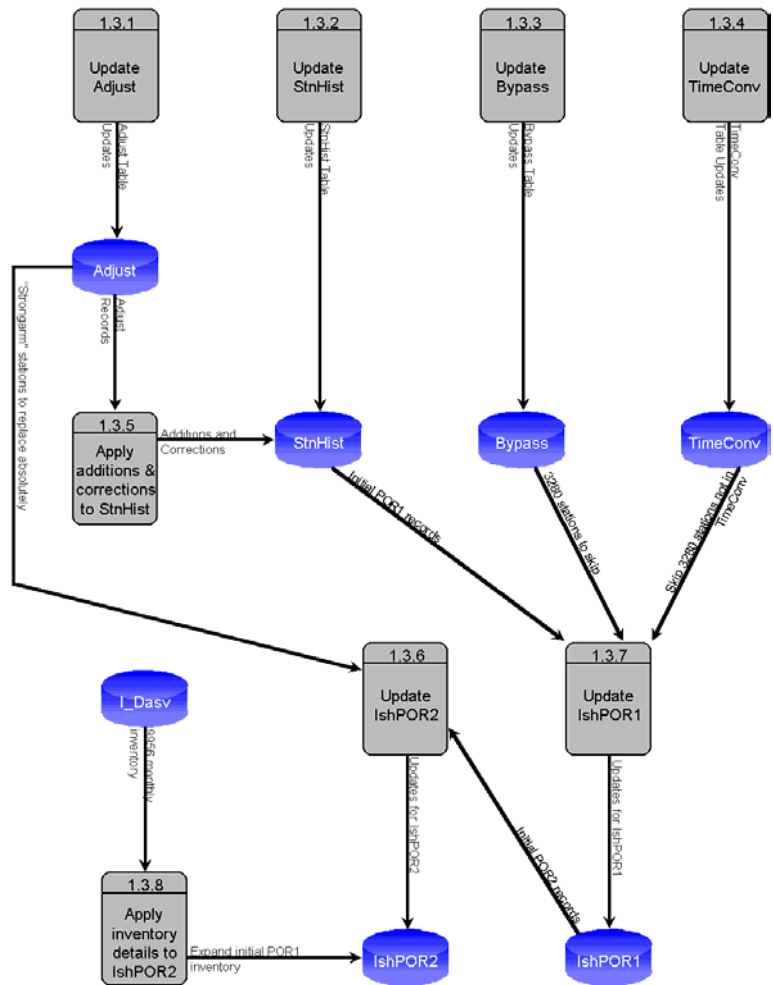 1.3.1
Update
Adjust
1.3.2
Update
StnHist
1.3.3
Update
Bypass
1.3.4
Update
TimeConv
Adjust Table
Updates
StnHist Table
Updates
Bypass Table
Updates
TimeConv
Table Updates
Adjust
"Strongarm" stations to replace absolutely
Adjust
Records
1.3.5
Apply
additions &
corrections
to StnHist
Additions and
Corrections
StnHist
Bypass
TimeConv
Initial POR1 records
3280 stations to skip
Skip 3280 stations not in
TimeConv
1.3.6
Update
IshPOR2
1.3.7
Update
IshPOR1
I_Dasv
9956 monthly
inventory
Updates for IshPOR2
Updates for IshPOR1
Initial POR2 records
1.3.8
Apply
inventory
details to
IshPOR2
Expand initial POR1
inventory
IshPOR2
IshPOR1